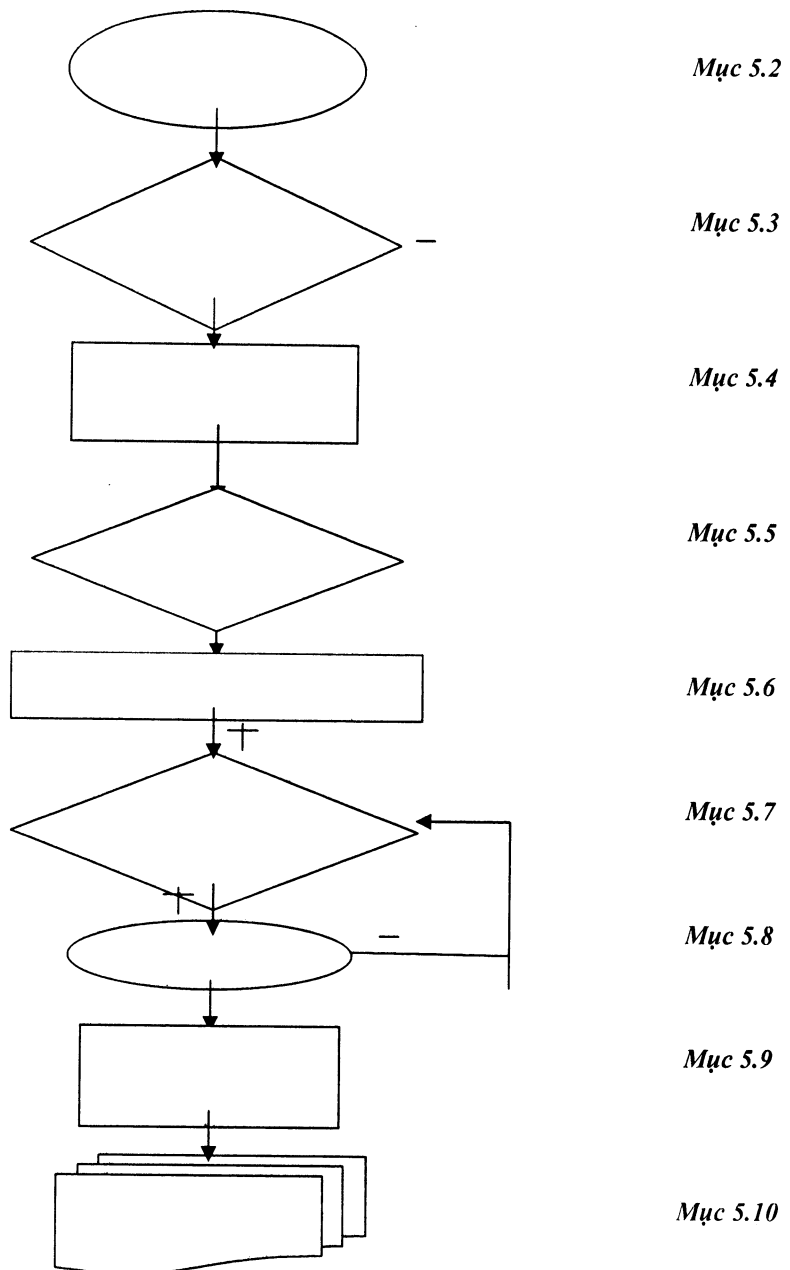 Mục 5.2
Mục 5.3
–
Mục 5.4
Mục 5.5
Mục 5.6
+
Mục 5.7
+
–
Mục 5.8
Mục 5.9
Mục 5.10